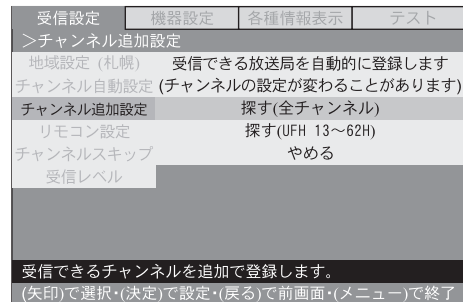 受信設定 機器設定 各種情報表示 テスト
>チャンネル追加設定
地域設定 (札幌) 受信できる放送局を自動的に登録します
チャンネル自動設定 (チャンネルの設定が変わることがあります)
チャンネル追加設定 探す(全チャンネル)
リモコン設定 探す(UFH 13〜62H)
チャンネルスキップ やめる
受信レベル
受信できるチャンネルを追加で登録します。
(矢印)で選択・(決定)で設定・(戻る)で前画面・(メニュー)で終了